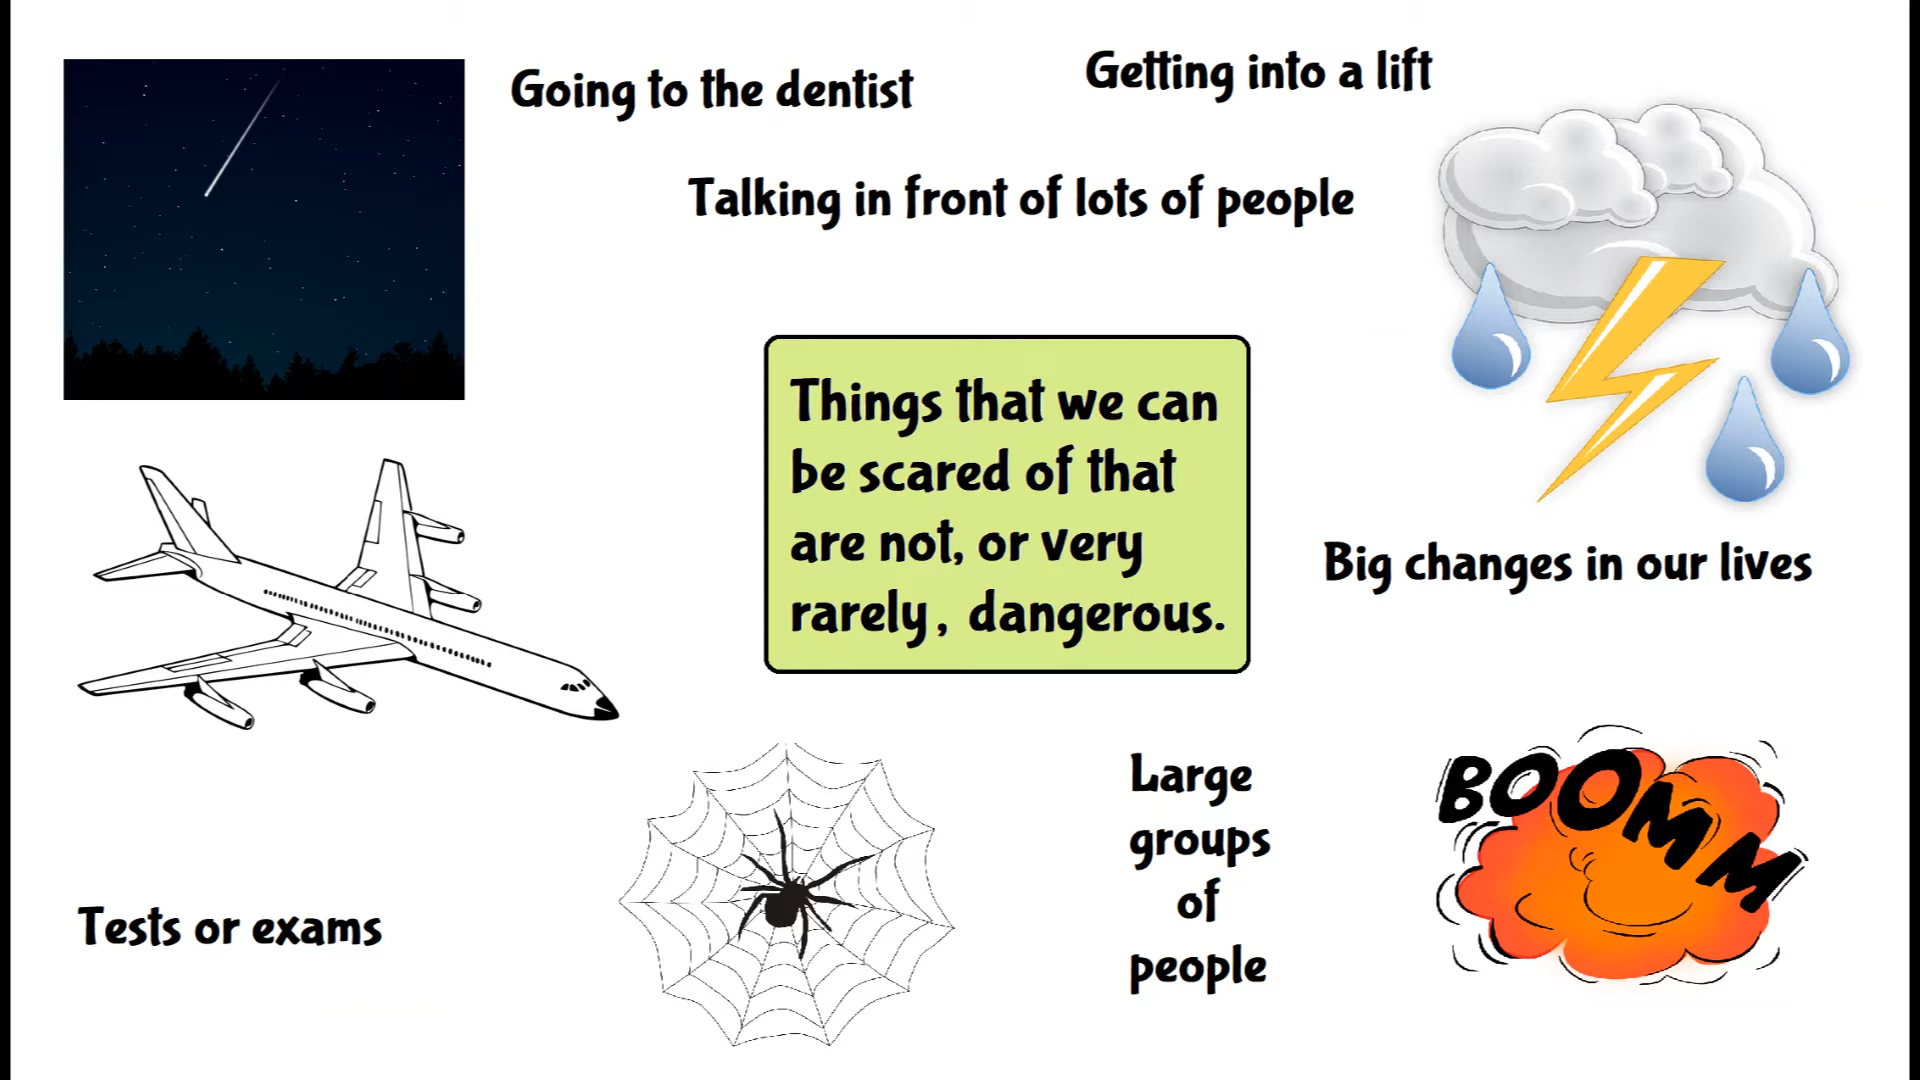 Going to the dentist
Getting into a lift
Talking in front of lots of people
Things that we can
be scared of that
are not, or very
rarely, dangerous.
Big changes in our lives
Large
groups
of
people
BOOMM
Tests or exams